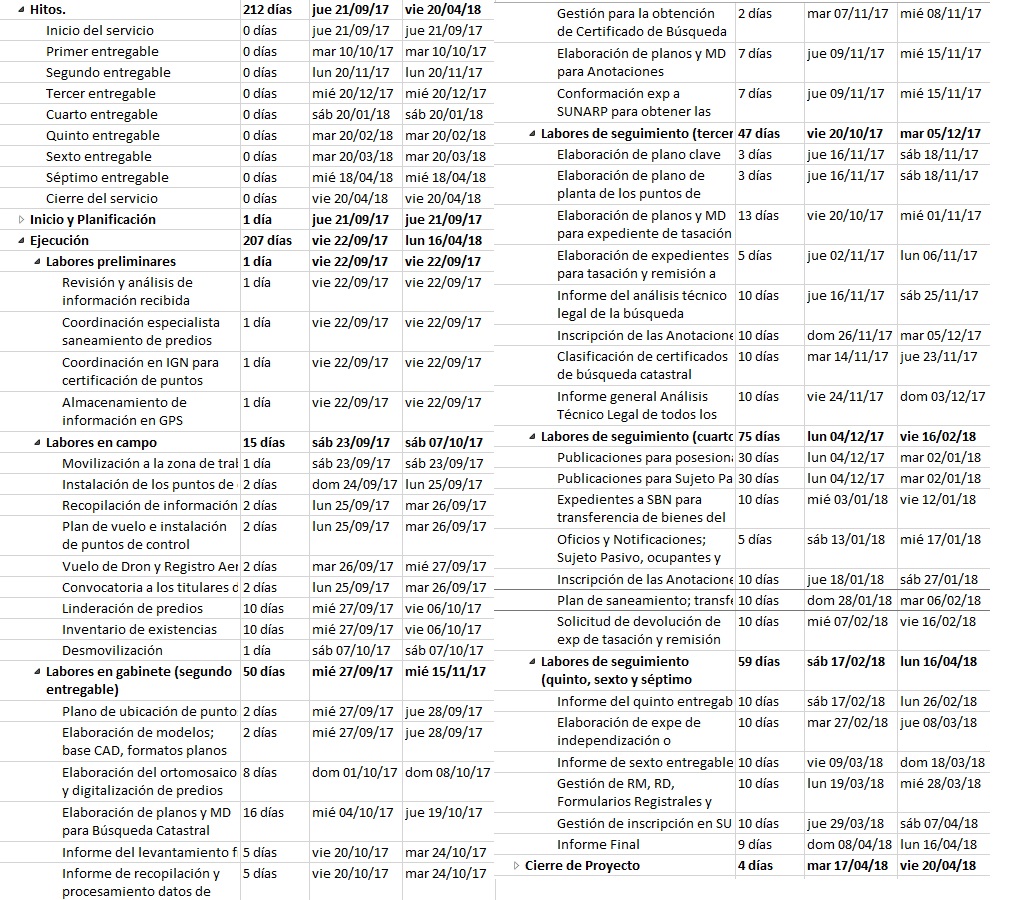 Hitos. 212 días jue 21/09/17 vie 20/04/18
Inicio del servicio 0 días jue 21/09/17 jue 21/09/17
Primer entregable 0 días mar 10/10/17 mar 10/10/17
Segundo entregable 0 días lun 20/11/17 lun 20/11/17
Tercer entregable 0 días mié 20/12/17 mié 20/12/17
Cuarto entregable 0 días sáb 20/01/18 sáb 20/01/18
Quinto entregable 0 días mar 20/02/18 mar 20/02/18
Sexto entregable 0 días mar 20/03/18 mar 20/03/18
Séptimo entregable 0 días mié 18/04/18 mié 18/04/18
Cierre del servicio 0 días vie 20/04/18 vie 20/04/18
Inicio y Planificación 1 día jue 21/09/17 jue 21/09/17
Ejecución 207 días vie 22/09/17 lun 16/04/18
Labores preliminares 1 día vie 22/09/17 vie 22/09/17
Revisión y análisis de 1 día vie 22/09/17 vie 22/09/17
información recibida
Coordinación especialista 1 día vie 22/09/17 vie 22/09/17
saneamiento de predios
Coordinación en IGN para 1 día vie 22/09/17 vie 22/09/17
certificación de puntos
Almacenamiento de 1 día vie 22/09/17 vie 22/09/17
información en GPS
Labores en campo 15 días sáb 23/09/17 sáb 07/10/17
Movilización a la zona de tral 1 día sáb 23/09/17 sáb 23/09/17
Instalación de los puntos de 2 días dom 24/09/17 lun 25/09/17
Recopilación de información 2 días lun 25/09/17 mar 26/09/17
Plan de vuelo e instalación 2 días lun 25/09/17 mar 26/09/17
de puntos de control
Vuelo de Dron y Registro Aer 2 días mar 26/09/17 mié 27/09/17
Convocatoria a los titulares d 2 días lun 25/09/17 mar 26/09/17
Linderación de predios 10 días mié 27/09/17 vie 06/10/17
Inventario de existencias 10 días mié 27/09/17 vie 06/10/17
Desmovilización 1 día sáb 07/10/17 sáb 07/10/17
Labores en gabinete (segundo 50 días mié 27/09/17 mié 15/11/17
entregable)
Plano de ubicación de punto 2 días mié 27/09/17 jue 28/09/17
Elaboración de modelos; 2 días mié 27/09/17 jue 28/09/17
base CAD, formatos planos
Elaboración del ortomosaico 8 días dom 01/10/17 dom 08/10/17
y digitalización de predios
Elaboración de planos y MD 16 días mié 04/10/17 jue 19/10/17
para Búsqueda Catastral
Informe del levantamiento f 5 días vie 20/10/17 mar 24/10/17
Informe de recopilación y 5 días vie 20/10/17 mar 24/10/17
procesamiento datos de
Gestión para la obtención 2 días mar 07/11/17 mié 08/11/17
de Certificado de Búsqueda
Elaboración de planos y MD 7 días jue 09/11/17 mié 15/11/17
para Anotaciones
Conformación exp a 7 días jue 09/11/17 mié 15/11/17
SUNARP para obtener las
Labores de seguimiento (tercer 47 días vie 20/10/17 mar 05/12/17
Elaboración de plano clave 3 días jue 16/11/17 sáb 18/11/17
Elaboración de plano de 3 días jue 16/11/17 sáb 18/11/17
planta de los puntos de
Elaboración de planos y MD 13 días vie 20/10/17 mié 01/11/17
para expediente de tasación
Elaboración de expedientes 5 días jue 02/11/17 lun 06/11/17
para tasación y remisión a
Informe del análisis técnico 10 días jue 16/11/17 sáb 25/11/17
legal de la búsqueda
Inscripción de las Anotacione 10 días dom 26/11/17 mar 05/12/17
Clasificación de certificados 10 días mar 14/11/17 jue 23/11/17
de búsqueda catastral
Informe general Análisis 10 días vie 24/11/17 dom 03/12/17
Técnico Legal de todos los
Labores de seguimiento (cuarto 75 días lun 04/12/17 vie 16/02/18
Publicaciones para posesion 30 días lun 04/12/17 mar 02/01/18
Publicaciones para Sujeto Pa 30 días lun 04/12/17 mar 02/01/18
Expedientes a SBN para 10 días mié 03/01/18 vie 12/01/18
transferencia de bienes del
Oficios y Notificaciones; 5 días sáb 13/01/18 mié 17/01/18
Sujeto Pasivo, ocupantes y
Inscripción de las Anotacione 10 días jue 18/01/18 sáb 27/01/18
Plan de saneamiento; transfe 10 días dom 28/01/18 mar 06/02/18
Solicitud de devolución de 10 días mié 07/02/18 vie 16/02/18
exp de tasación y remisión
Labores de seguimiento 59 días sáb 17/02/18 lun 16/04/18
(quinto, sexto y séptimo
Informe del quinto entregab 10 días sáb 17/02/18 lun 26/02/18
Elaboración de expe de 10 días mar 27/02/18 jue 08/03/18
independización o
Informe de sexto entregable 10 días vie 09/03/18 dom 18/03/18
Gestión de RM, RD, 10 días lun 19/03/18 mié 28/03/18
Formularios Registrales y
Gestión de inscripción en SU 10 días jue 29/03/18 sáb 07/04/18
Informe Final 9 días dom 08/04/18 lun 16/04/18
Cierre de Proyecto 4 días mar 17/04/18 vie 20/04/18